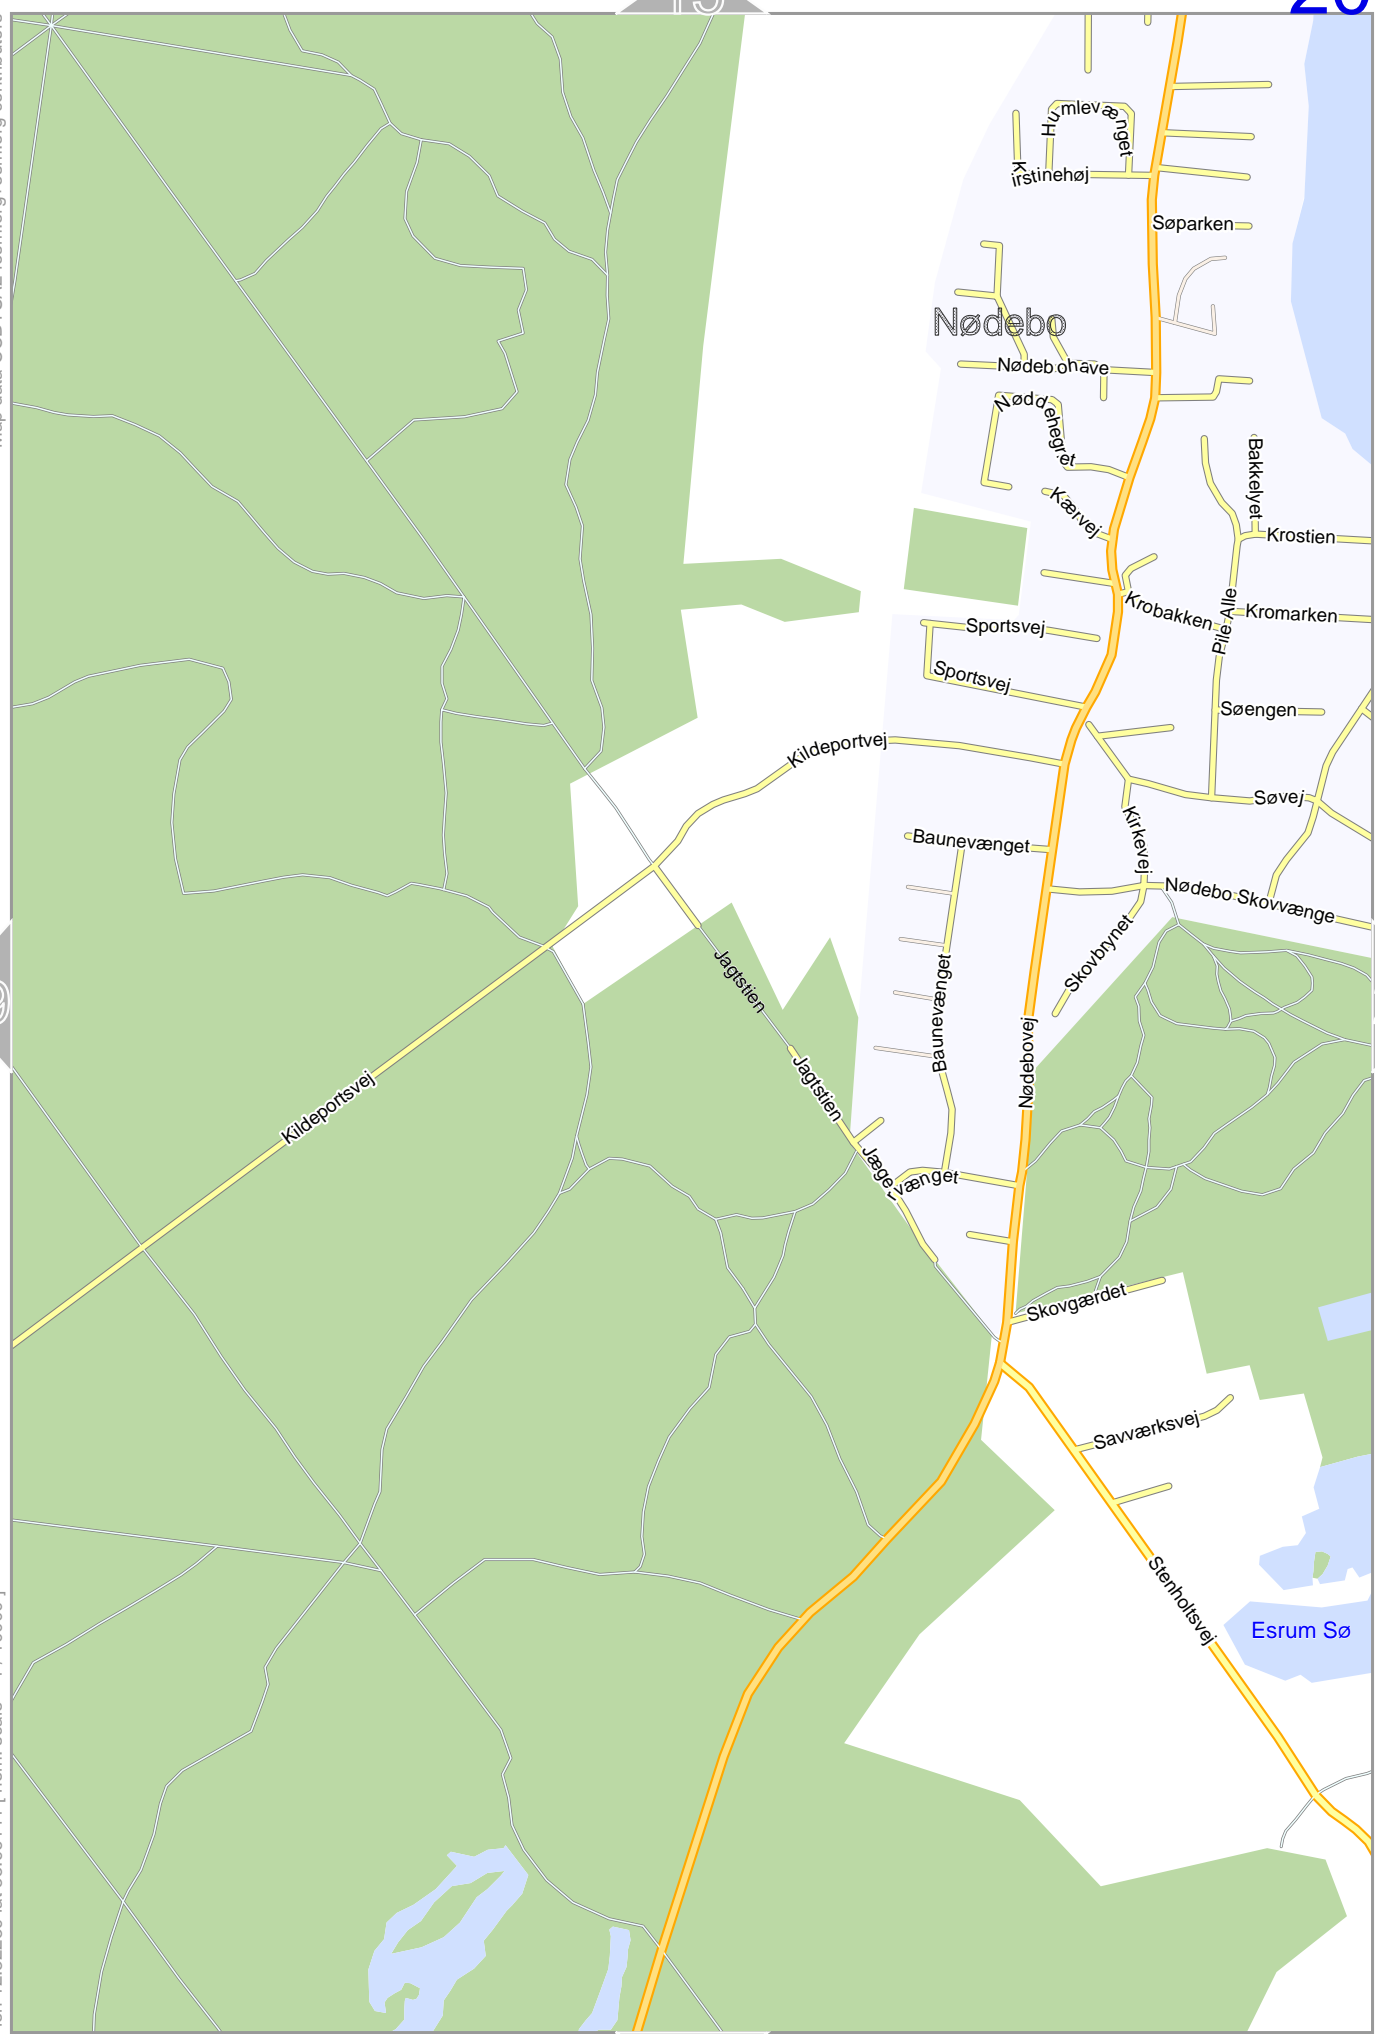 Humlevænget
Kirstinehøj
Søparken
Nødebo
Nødebohave
Nøddehegnet
Bakkelyet
Kærvej
Krostien
Krobakken
Kromarken
Pile Alle
Sportsvej
Sportsvej
Søengen
Kildeportvej
Søvej
Kirkevej
Baunevænget
Nødebo Skovvænge
Skovbrynet
Jagtstien
Baunevænget
Nødebovej
Jagtstien
Kildeportsvej
Jægervænget
Skovgærdet
Savværksvej
Stenholtsvej
Esrum Sø